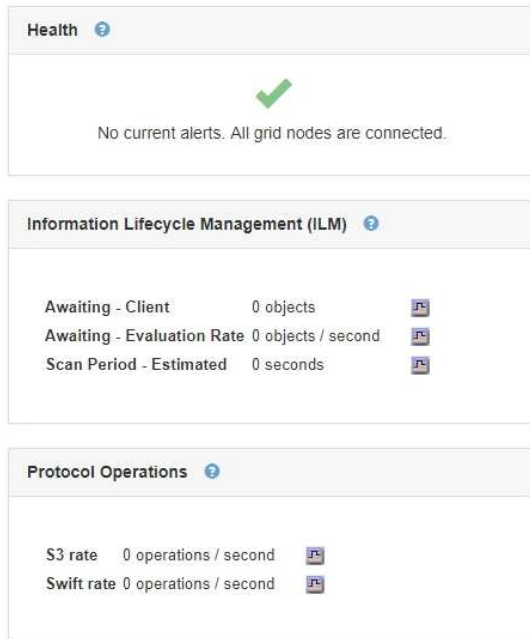 Health
No current alerts. All grid nodes are connected.
Information Lifecycle Management (ILM)
Awaiting - Client 0 objects
Awaiting - Evaluation Rate 0 objects / second
Scan Period - Estimated 0 seconds
Protocol Operations
S3 rate 0 operations / second
Swift rate 0 operations / second